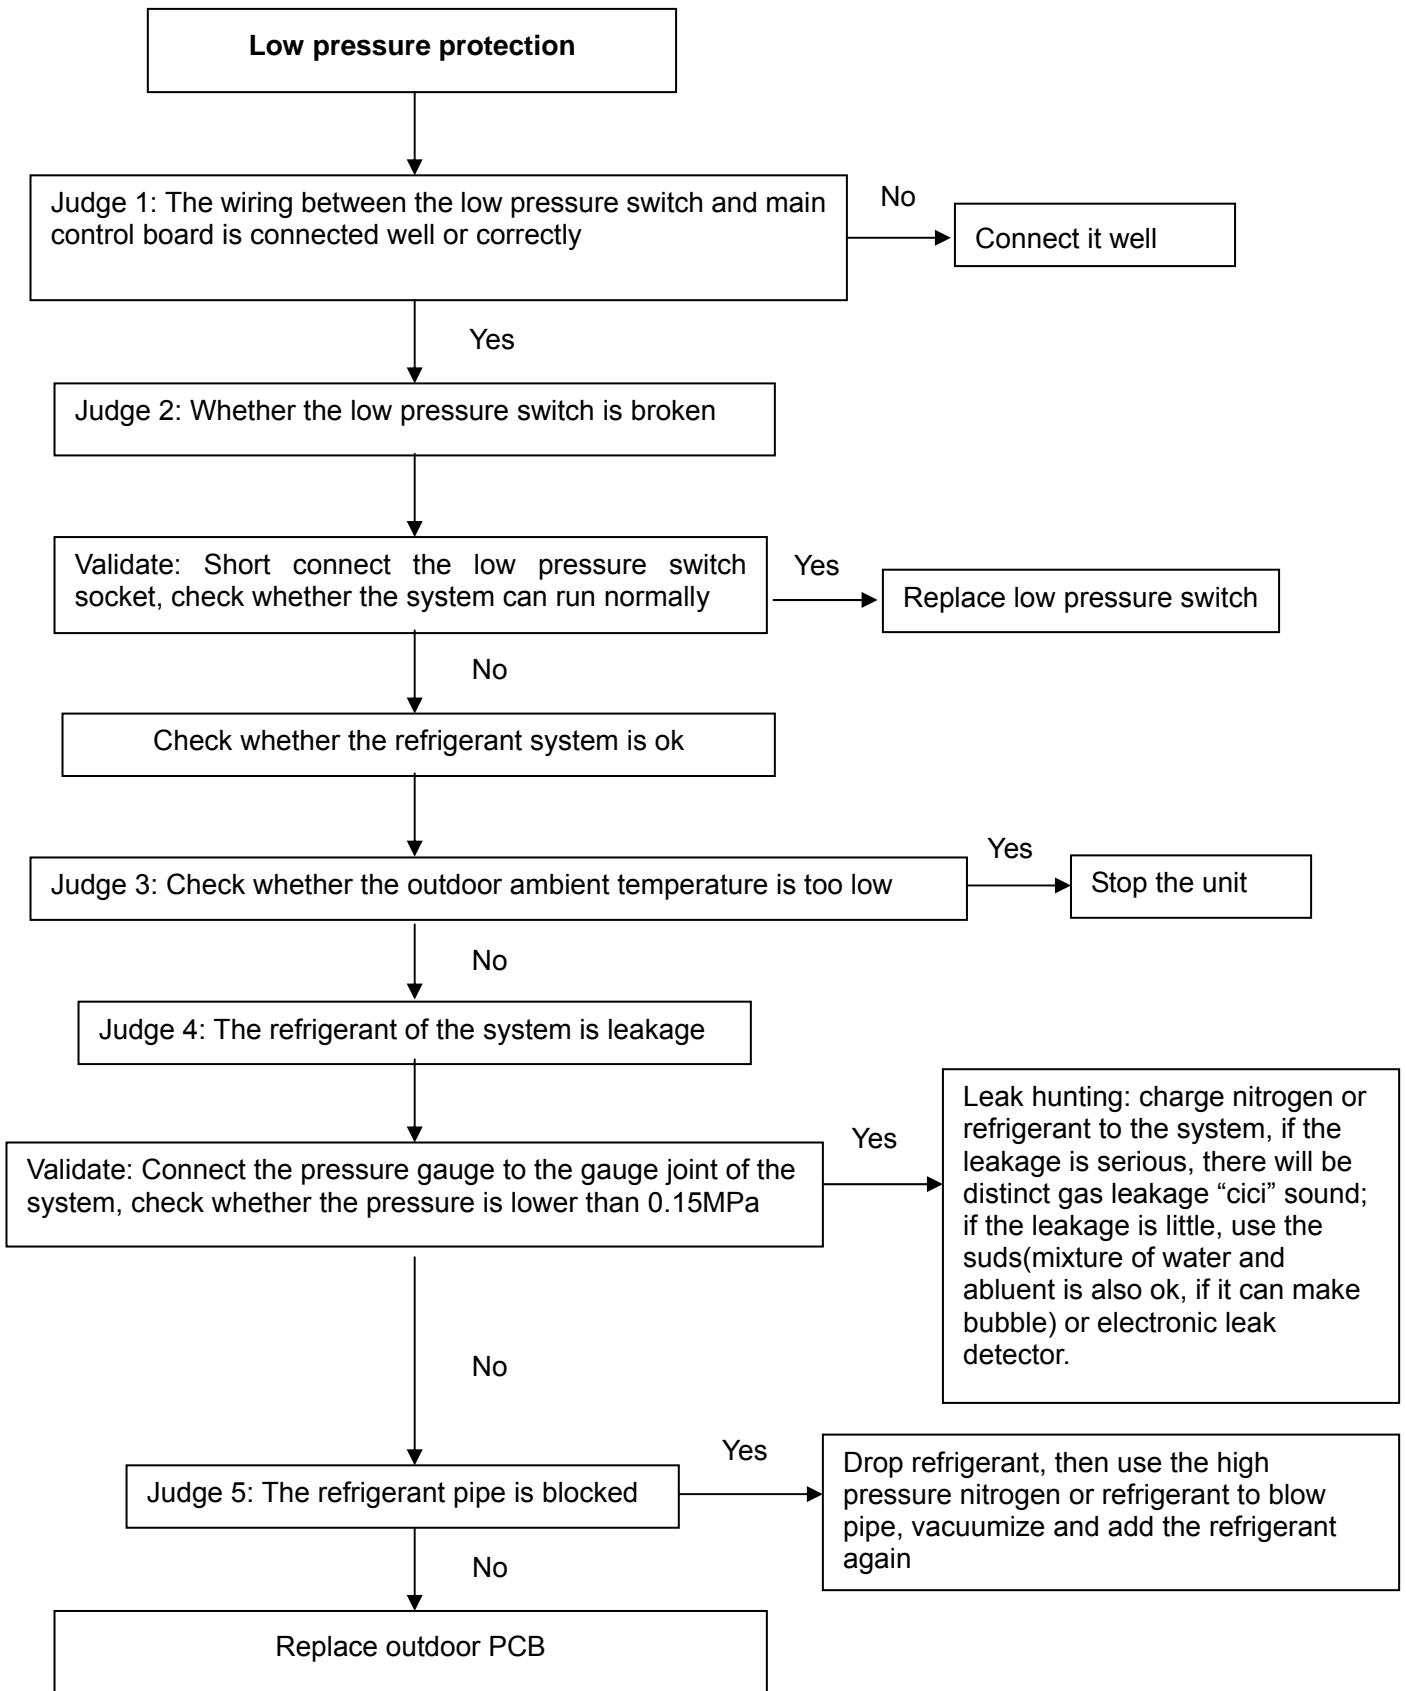 Low pressure protection
Judge 1: The wiring between the low pressure switch and main
control board is connected well or correctly
No
Connect it well
Yes
Judge 2: Whether the low pressure switch is broken
Validate: Short connect the low pressure switch
socket, check whether the system can run normally
Yes
Replace low pressure switch
No
Check whether the refrigerant system is ok
Judge 3: Check whether the outdoor ambient temperature is too low
Yes
Stop the unit
No
Judge 4: The refrigerant of the system is leakage
Validate: Connect the pressure gauge to the gauge joint of the
system, check whether the pressure is lower than 0.15MPa
Yes
Leak hunting: charge nitrogen or
refrigerant to the system, if the
leakage is serious, there will be
distinct gas leakage “cici” sound;
if the leakage is little, use the
suds(mixture of water and
abluent is also ok, if it can make
bubble) or electronic leak
detector.
No
Judge 5: The refrigerant pipe is blocked
Yes
Drop refrigerant, then use the high
pressure nitrogen or refrigerant to blow
pipe, vacuumize and add the refrigerant
again
No
Replace outdoor PCB